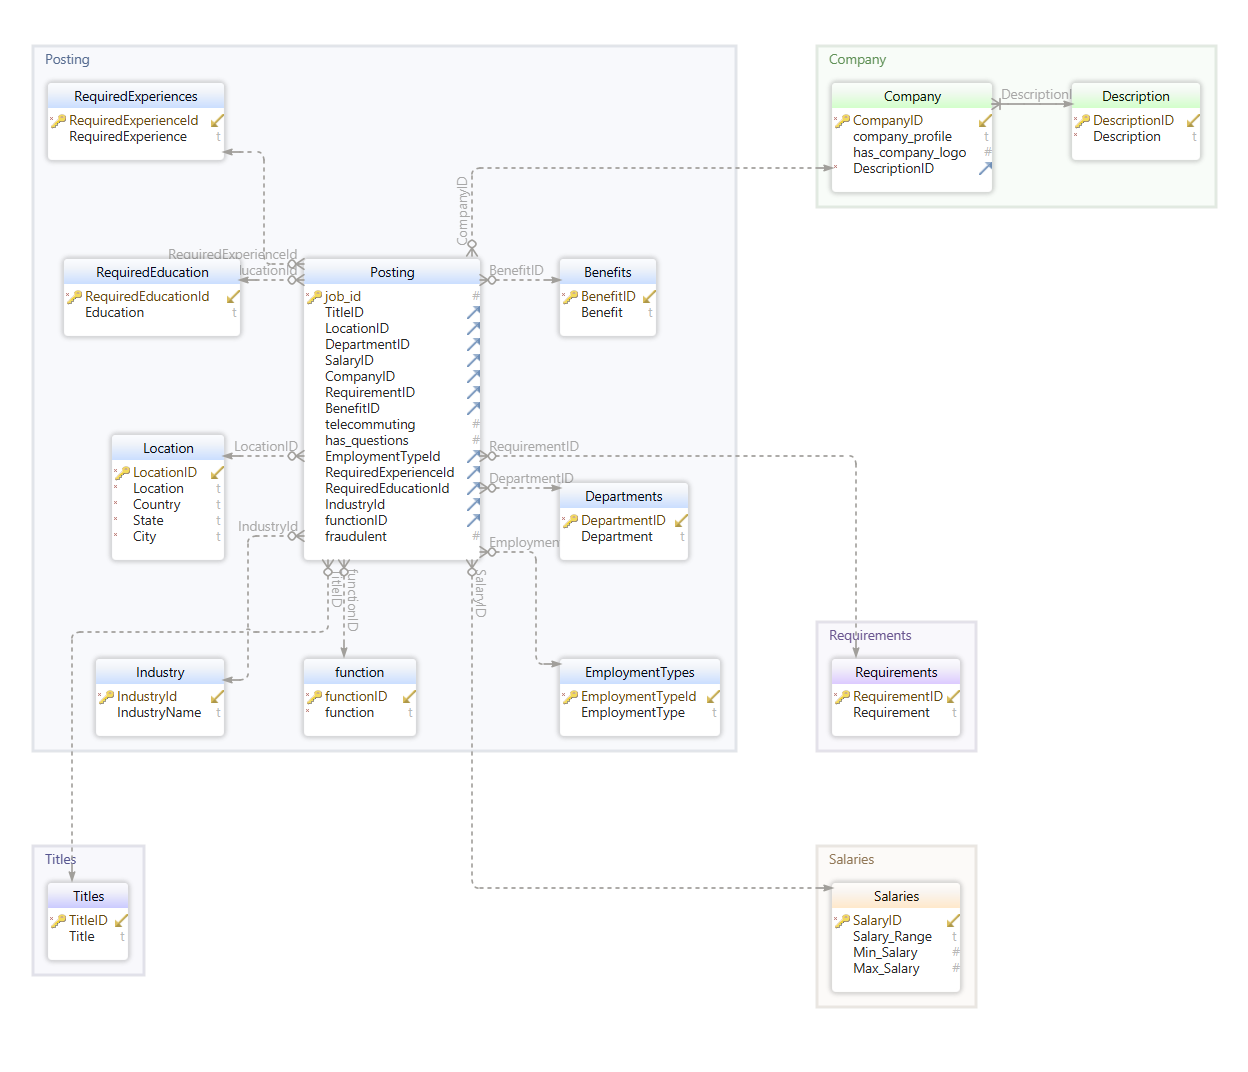 Posting
RequiredExperiences
RequiredExperienceId
RequiredExperience t
Company
Company
CompanyID
company_profile t
has_company_logo #
DescriptionID
DescriptionI
Description
DescriptionID
Description t
CompanyID
RequiredExperienceId
ucationId
RequiredEducation
RequiredEducationId
Education t
Posting
job_id #
TitleID
LocationID
DepartmentID
SalaryID
CompanyID
RequirementID
BenefitID
telecommuting #
has_questions #
EmploymentTypeId
RequiredExperienceId
RequiredEducationId
IndustryId
functionID
fraudulent #
BenefitID
Benefits
BenefitID
Benefit t
Location
LocationID
Location t
Country t
State t
City t
LocationID
RequirementID
DepartmentID
Departments
DepartmentID
Department t
IndustryId
Employmen
TitleID
functionID
SalaryID
Industry
IndustryId
IndustryName t
function
functionID
function t
EmploymentTypes
EmploymentTypeId
EmploymentType t
Requirements
Requirements
RequirementID
Requirement t
Titles
Titles
TitleID
Title t
Salaries
Salaries
SalaryID
Salary_Range t
Min_Salary #
Max_Salary #